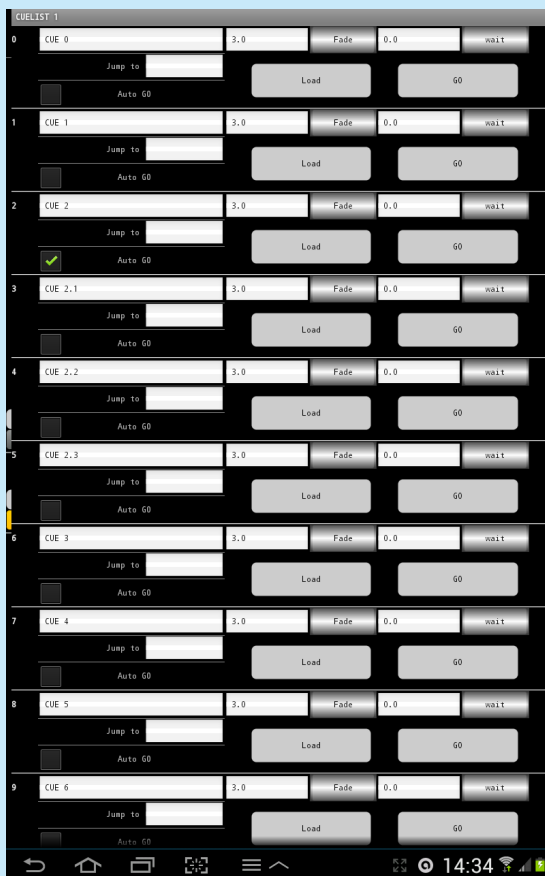 CUELIST 1
0 CUE 0 3.0 Fade 0.0 wait
Jump to
Load GO
Auto GO
1 CUE 1 3.0 Fade 0.0 wait
Jump to
Load GO
Auto GO
2 CUE 2 3.0 Fade 0.0 wait
Jump to
Load GO
Auto GO
3 CUE 2.1 3.0 Fade 0.0 wait
Jump to
Load GO
Auto GO
4 CUE 2.2 3.0 Fade 0.0 wait
Jump to
Load GO
Auto GO
5 CUE 2.3 3.0 Fade 0.0 wait
Jump to
Load GO
Auto GO
6 CUE 3 3.0 Fade 0.0 wait
Jump to
Load GO
Auto GO
7 CUE 4 3.0 Fade 0.0 wait
Jump to
Load GO
Auto GO
8 CUE 5 3.0 Fade 0.0 wait
Jump to
Load GO
Auto GO
9 CUE 6 3.0 Fade 0.0 wait
Jump to
Load GO
Auto GO
14:34